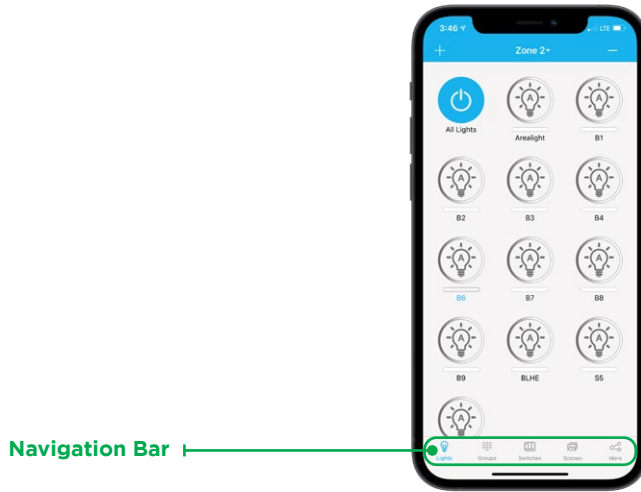 3:46 LTE
+ Zone 2 −
All Lights Arealight B1
A A
B2 B3 B4
A A A
B6 B7 B8
A A A
B9 BLHE S5
A A A
A
Navigation Bar
Lights Groups Switches Scenes More